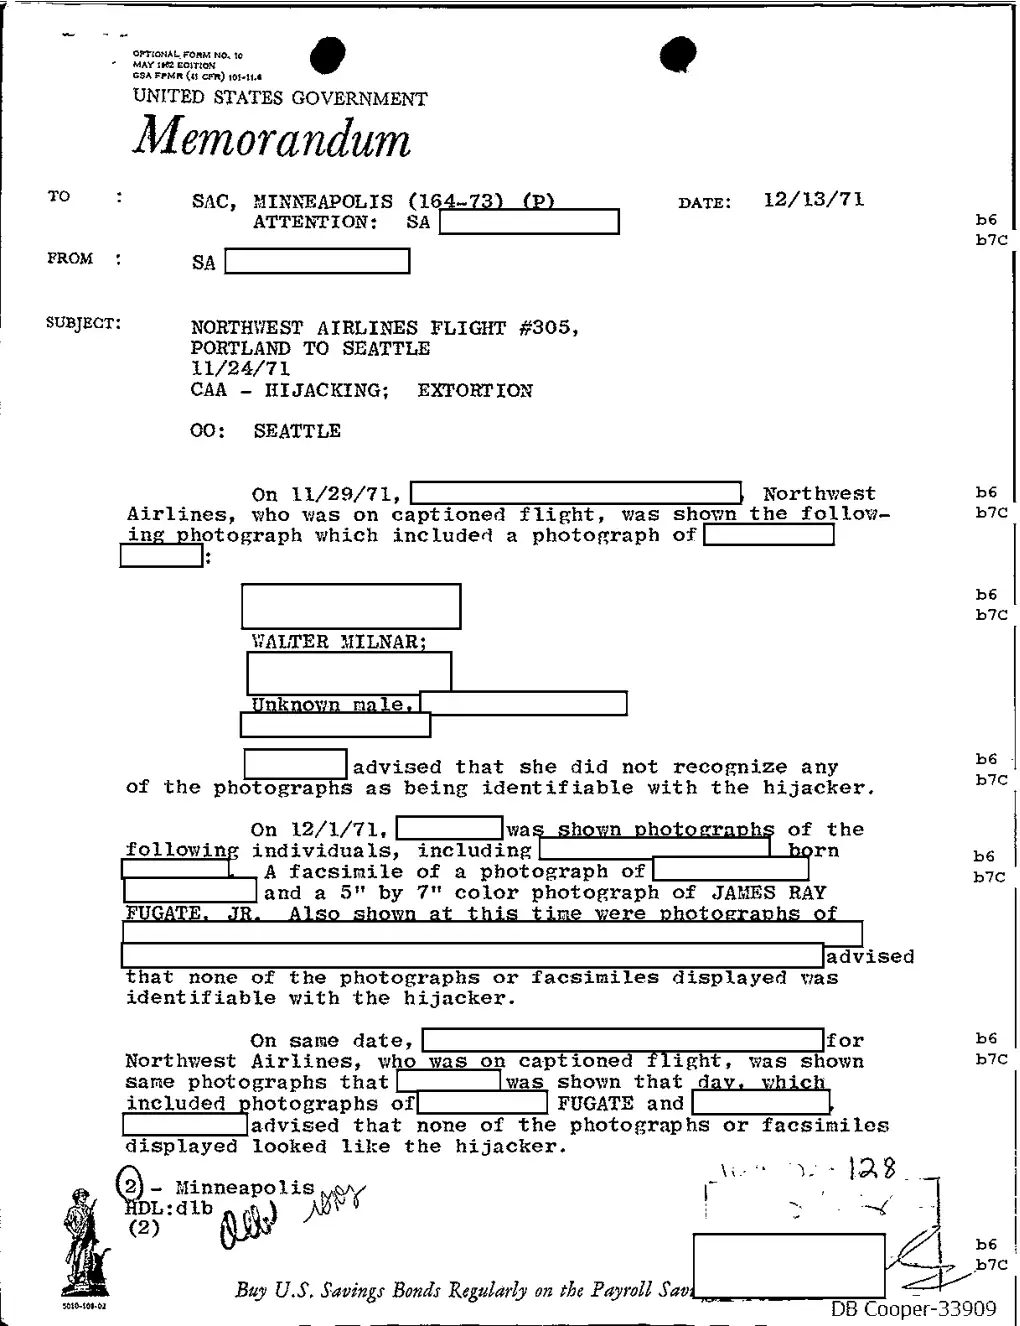 OPTIONAL FORM NO. 10
MAY 1962 EDITION
GSA FPMR (41 CFR) 101-11.6
UNITED STATES GOVERNMENT
Memorandum
TO : SAC, MINNEAPOLIS (164-73) (P) DATE: 12/13/71
ATTENTION: SA b6
b7C
FROM : SA
SUBJECT: NORTHWEST AIRLINES FLIGHT #305,
PORTLAND TO SEATTLE
11/24/71
CAA - HIJACKING; EXTORTION
OO: SEATTLE
On 11/29/71, , Northwest b6
Airlines, who was on captioned flight, was shown the follow- b7C
ing photograph which included a photograph of
:
b6
b7C
WALTER MILNAR;
Unknown male,
advised that she did not recognize any b6
of the photographs as being identifiable with the hijacker. b7C
On 12/1/71, was shown photographs of the
following individuals, including born b6
. A facsimile of a photograph of b7C
and a 5" by 7" color photograph of JAMES RAY
FUGATE, JR. Also shown at this time were photographs of
advised
that none of the photographs or facsimiles displayed was
identifiable with the hijacker.
On same date, for b6
Northwest Airlines, who was on captioned flight, was shown b7C
same photographs that was shown that day, which
included photographs of FUGATE and ,
advised that none of the photographs or facsimiles
displayed looked like the hijacker.
128
2 - Minneapolis
HDL:dlb
(2)
b6
b7C
Buy U.S. Savings Bonds Regularly on the Payroll
5010-108-02
DB Cooper-33909